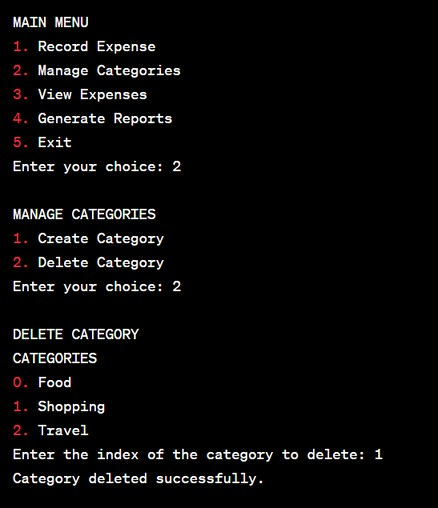 MAIN MENU
1. Record Expense
2. Manage Categories
3. View Expenses
4. Generate Reports
5. Exit
Enter your choice: 2
MANAGE CATEGORIES
1. Create Category
2. Delete Category
Enter your choice: 2
DELETE CATEGORY
CATEGORIES
0. Food
1. Shopping
2. Travel
Enter the index of the category to delete: 1
Category deleted successfully.